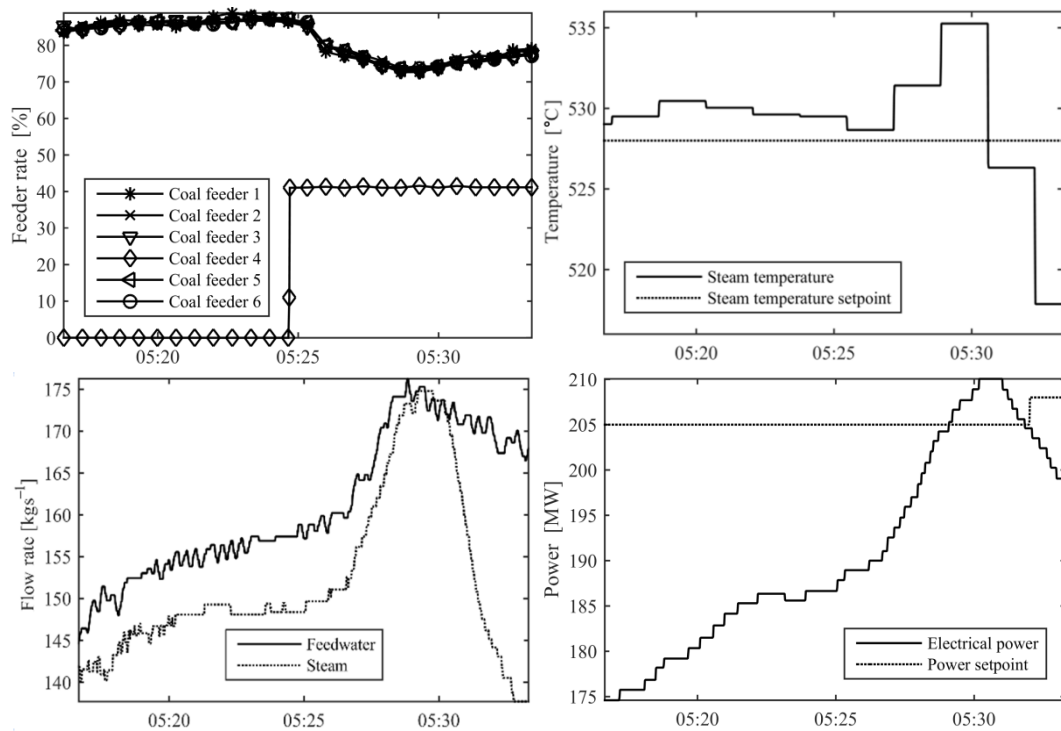 80
70
60
50
40
30
20
10
0
Feeder rate [%]
Coal feeder 1
Coal feeder 2
Coal feeder 3
Coal feeder 4
Coal feeder 5
Coal feeder 6
05:20
05:25
05:30
535
530
525
520
Temperature [°C]
Steam temperature
Steam temperature setpoint
05:20
05:25
05:30
175
170
165
160
155
150
145
140
Flow rate [kgs⁻¹]
Feedwater
Steam
05:20
05:25
05:30
210
205
200
195
190
185
180
175
Power [MW]
Electrical power
Power setpoint
05:20
05:25
05:30